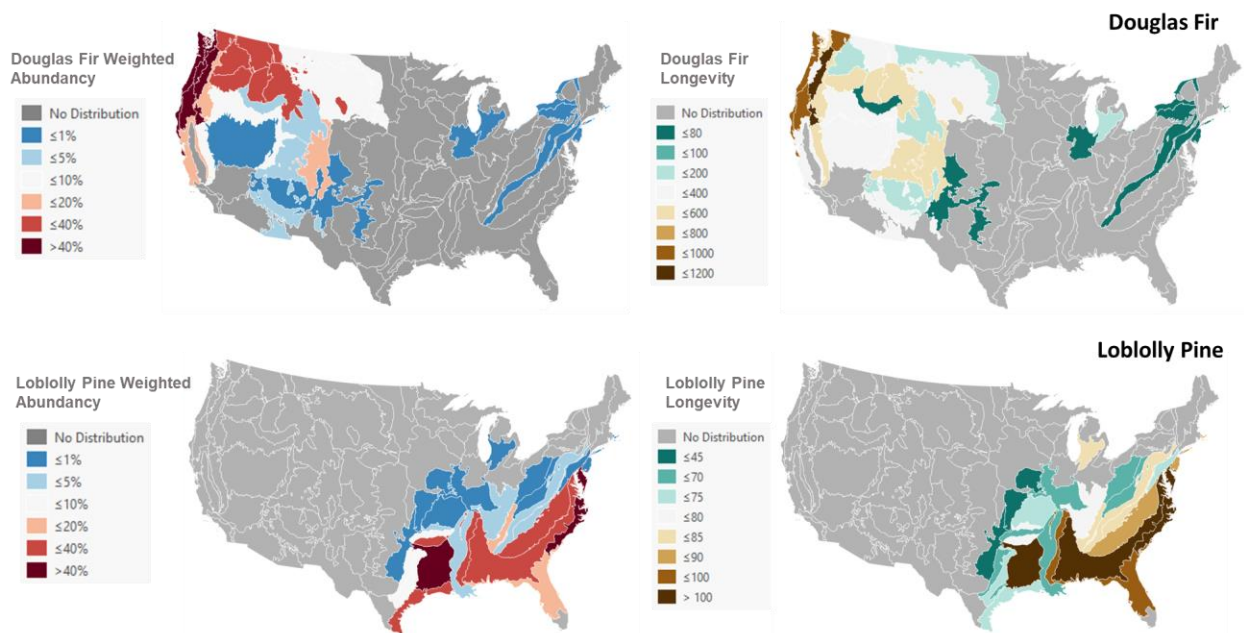 Douglas Fir
Douglas Fir Weighted
Abundancy
No Distribution
≤1%
≤5%
≤10%
≤20%
≤40%
>40%
Douglas Fir
Longevity
No Distribution
≤80
≤100
≤200
≤400
≤600
≤800
≤1000
≤1200
Loblolly Pine
Loblolly Pine Weighted
Abundancy
No Distribution
≤1%
≤5%
≤10%
≤20%
≤40%
>40%
Loblolly Pine
Longevity
No Distribution
≤45
≤70
≤75
≤80
≤85
≤90
≤100
> 100